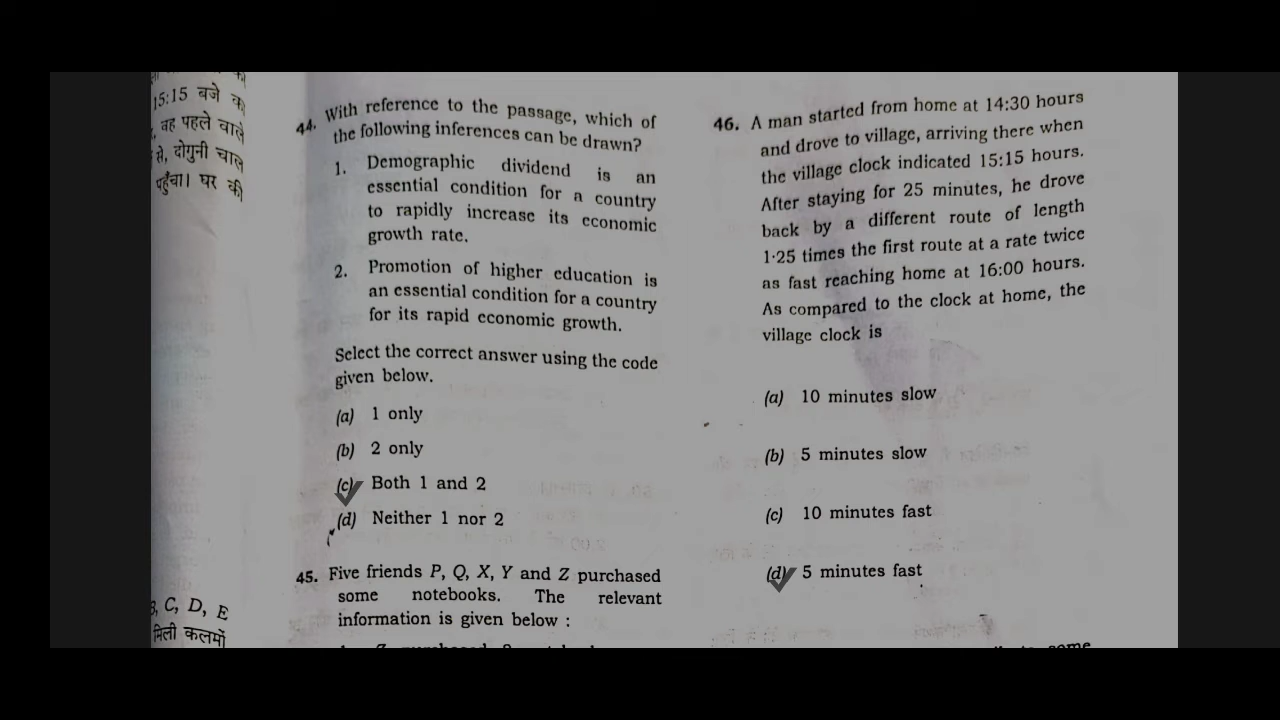 15:15 बजे
वह पहले वाले
से, दोगुनी चाल
पहुँचा। घर की
C, D, E
मिली कलमों
44. With reference to the passage, which of
the following inferences can be drawn?
1. Demographic dividend is an
essential condition for a country
to rapidly increase its economic
growth rate.
2. Promotion of higher education is
an essential condition for a country
for its rapid economic growth.
Select the correct answer using the code
given below.
(a) 1 only
(b) 2 only
(c) Both 1 and 2
(d) Neither 1 nor 2
45. Five friends P, Q, X, Y and Z purchased
some notebooks. The relevant
information is given below :
46. A man started from home at 14:30 hours
and drove to village, arriving there when
the village clock indicated 15:15 hours.
After staying for 25 minutes, he drove
back by a different route of length
1·25 times the first route at a rate twice
as fast reaching home at 16:00 hours.
As compared to the clock at home, the
village clock is
(a) 10 minutes slow
(b) 5 minutes slow
(c) 10 minutes fast
(d) 5 minutes fast